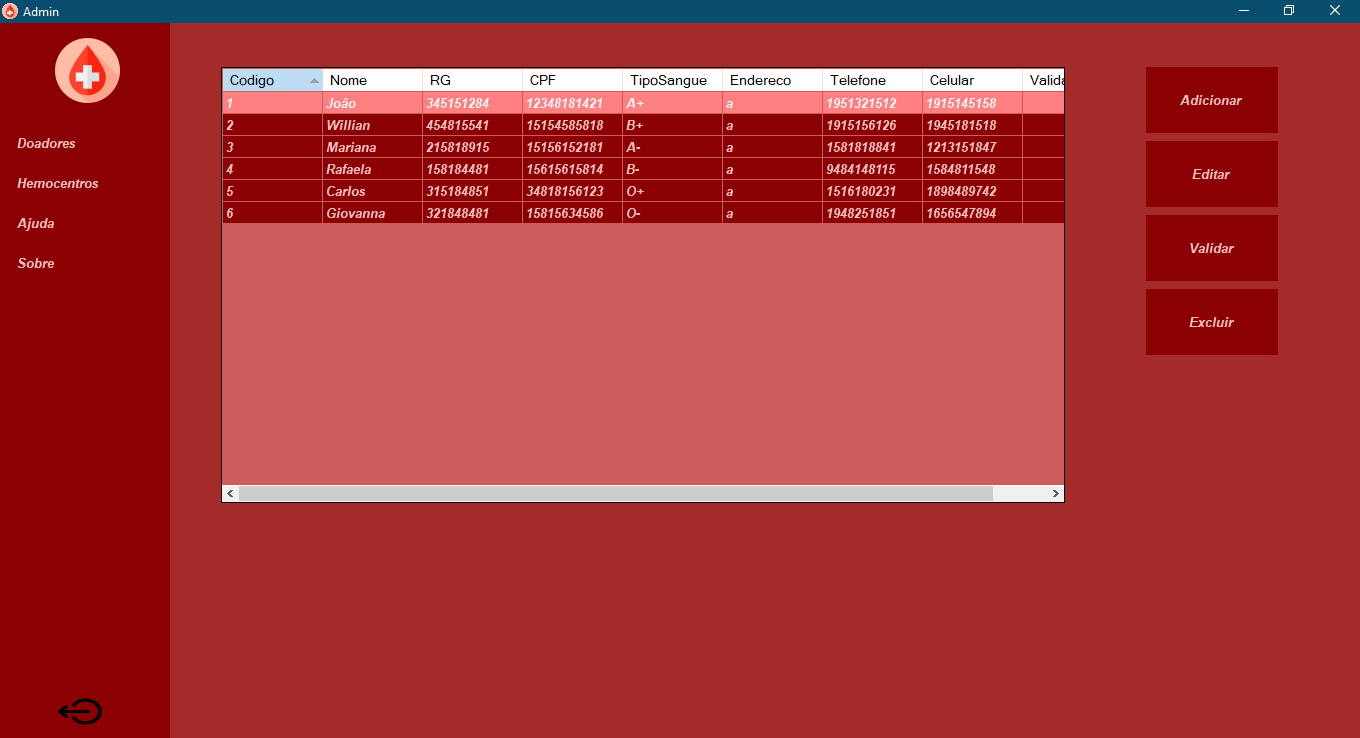 Admin
Doadores
Hemocentros
Ajuda
Sobre
Codigo Nome RG CPF TipoSangue Endereco Telefone Celular
1 João 345151284 12348181421 A+ a 1951321512 1915145158
2 Willian 454815541 15154585818 B+ a 1915156126 1945181518
3 Mariana 215818915 15156152181 A- a 1581818841 1213151847
4 Rafaela 158184481 15615615814 B- a 9484148115 1584811548
5 Carlos 315184851 34818156123 O+ a 1516180231 1898489742
6 Giovanna 321848481 15815634586 O- a 1948251851 1656547894
Adicionar
Editar
Validar
Excluir